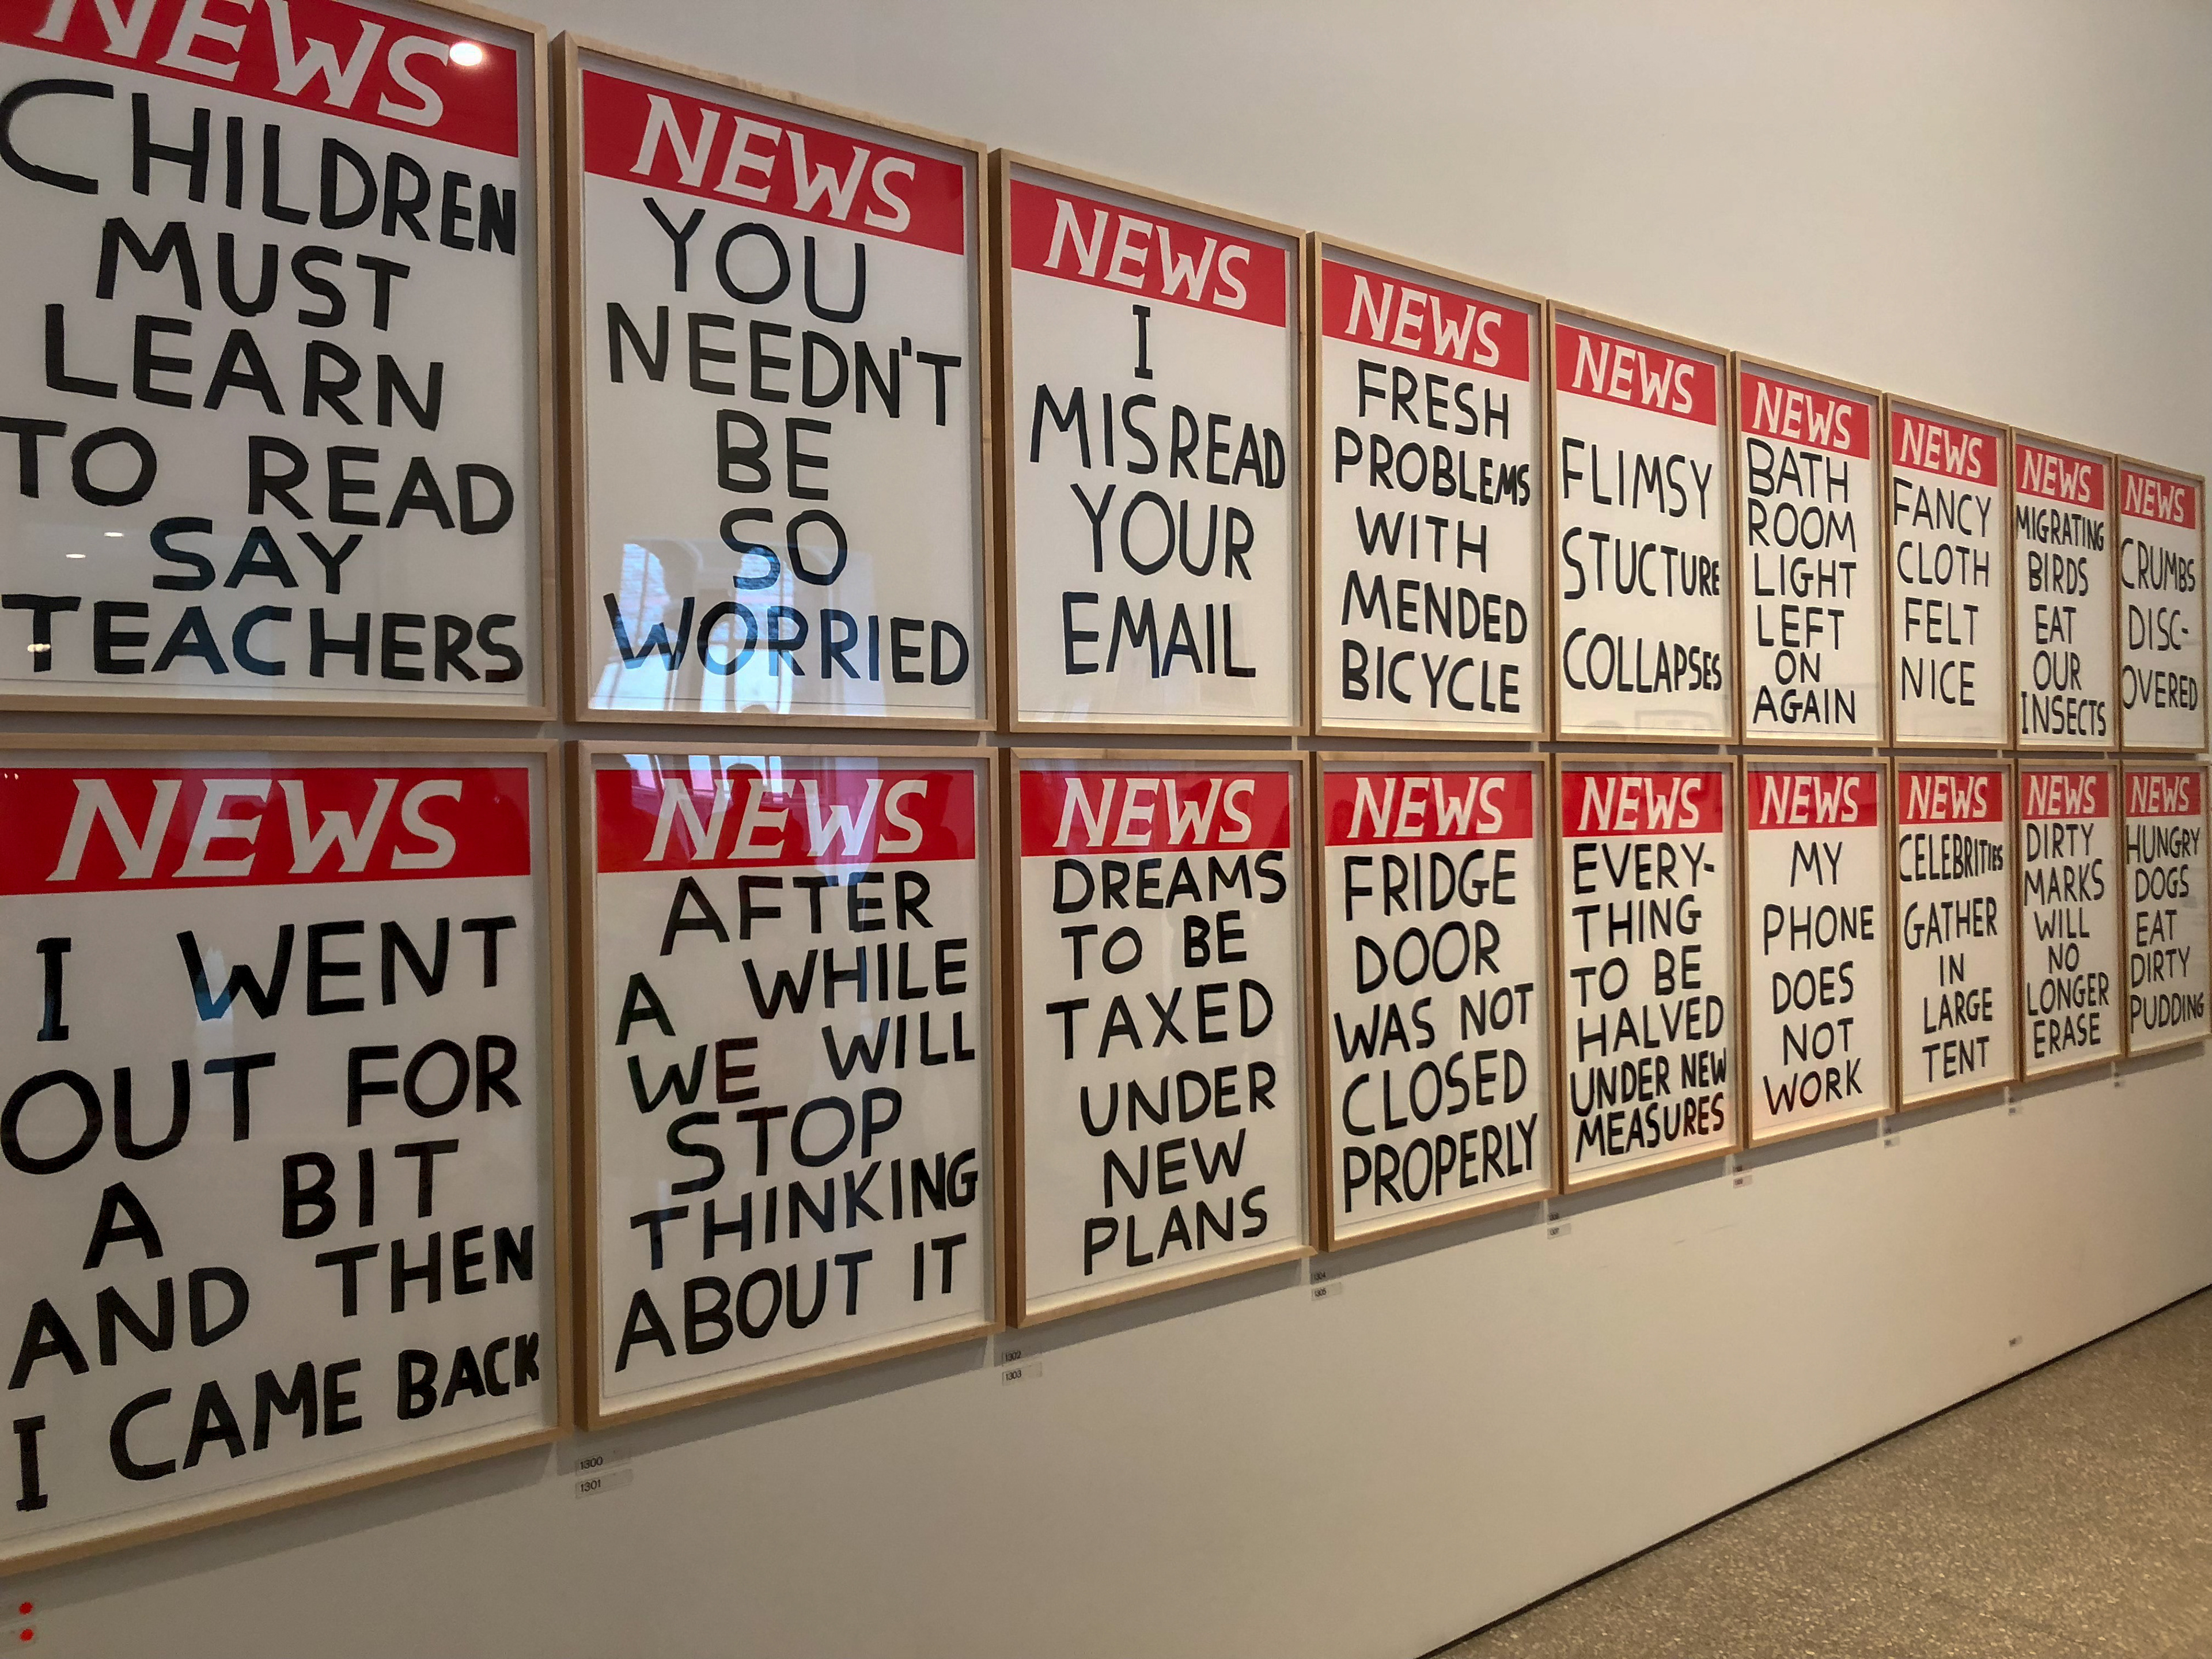 NEWS
CHILDREN
MUST
LEARN
TO READ
SAY
TEACHERS
NEWS
YOU
NEEDN'T
BE
SO
WORRIED
NEWS
I
MISREAD
YOUR
EMAIL
NEWS
FRESH
PROBLEMS
WITH
MENDED
BICYCLE
NEWS
FLIMSY
STUCTURE
COLLAPSES
NEWS
BATH
ROOM
LIGHT
LEFT
ON
AGAIN
NEWS
FANCY
CLOTH
FELT
NICE
NEWS
MIGRATING
BIRDS
EAT
OUR
INSECTS
NEWS
CRUMBS
DISC-
OVERED
NEWS
I WENT
OUT FOR
A BIT
AND THEN
I CAME BACK
NEWS
AFTER
A WHILE
WE WILL
STOP
THINKING
ABOUT IT
NEWS
DREAMS
TO BE
TAXED
UNDER
NEW
PLANS
NEWS
FRIDGE
DOOR
WAS NOT
CLOSED
PROPERLY
NEWS
EVERY-
THING
TO BE
HALVED
UNDER NEW
MEASURES
NEWS
MY
PHONE
DOES
NOT
WORK
NEWS
CELEBRITIES
GATHER
IN
LARGE
TENT
NEWS
DIRTY
MARKS
WILL
NO
LONGER
ERASE
NEWS
HUNGRY
DOGS
EAT
DIRTY
PUDDING
1300
1301
1302
1303
1304
1305